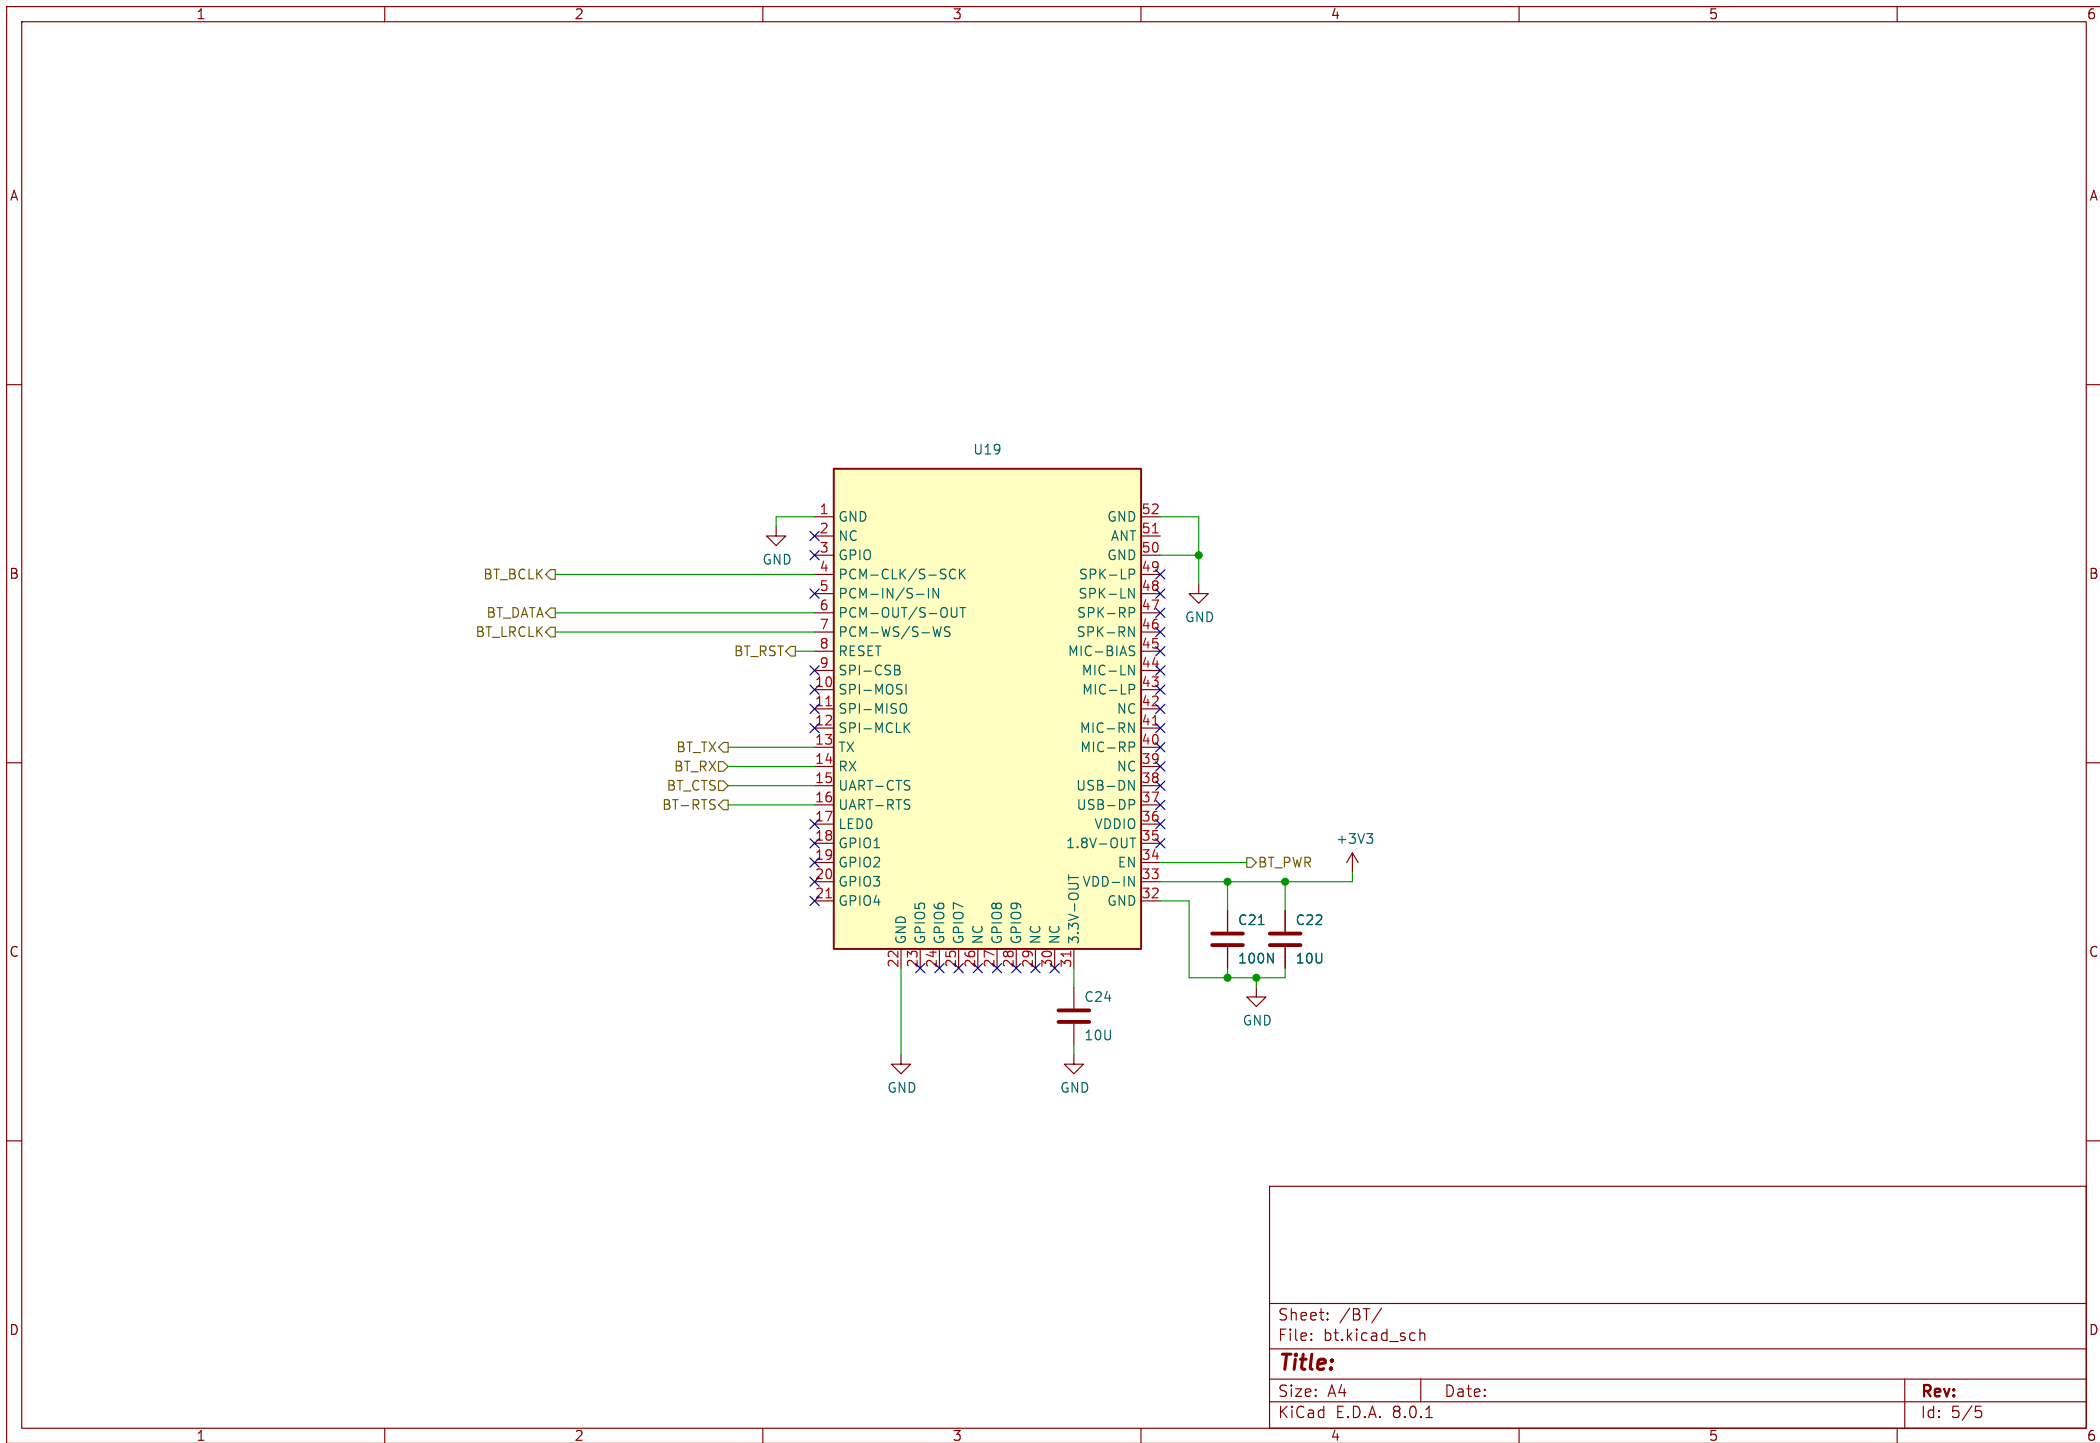 1 2 3 4 5 6
A A
B B
C C
D D
U19
1 GND
2 NC
3 GPIO
4 PCM-CLK/S-SCK
5 PCM-IN/S-IN
6 PCM-OUT/S-OUT
7 PCM-WS/S-WS
8 RESET
9 SPI-CSB
10 SPI-MOSI
11 SPI-MISO
12 SPI-MCLK
13 TX
14 RX
15 UART-CTS
16 UART-RTS
17 LED0
18 GPIO1
19 GPIO2
20 GPIO3
21 GPIO4
GND
BT_BCLK
BT_DATA
BT_LRCLK
BT_RST
BT_TX
BT_RX
BT_CTS
BT-RTS
22 GND
23 GPIO5
24 GPIO6
25 GPIO7
26 NC
27 GPIO8
28 GPIO9
29 NC
30 NC
31 3.3V-OUT
GND 52
ANT 51
GND 50
SPK-LP 49
SPK-LN 48
SPK-RP 47
SPK-RN 46
MIC-BIAS 45
MIC-LN 44
MIC-LP 43
NC 42
MIC-RN 41
MIC-RP 40
NC 39
USB-DN 38
USB-DP 37
VDDIO 36
1.8V-OUT 35
EN 34
VDD-IN 33
GND 32
GND
+3V3
BT_PWR
C21
100N
C22
10U
GND
C24
10U
GND
GND
Sheet: /BT/
File: bt.kicad_sch
Title:
Size: A4 Date: Rev:
KiCad E.D.A. 8.0.1 Id: 5/5
1 2 3 4 5 6